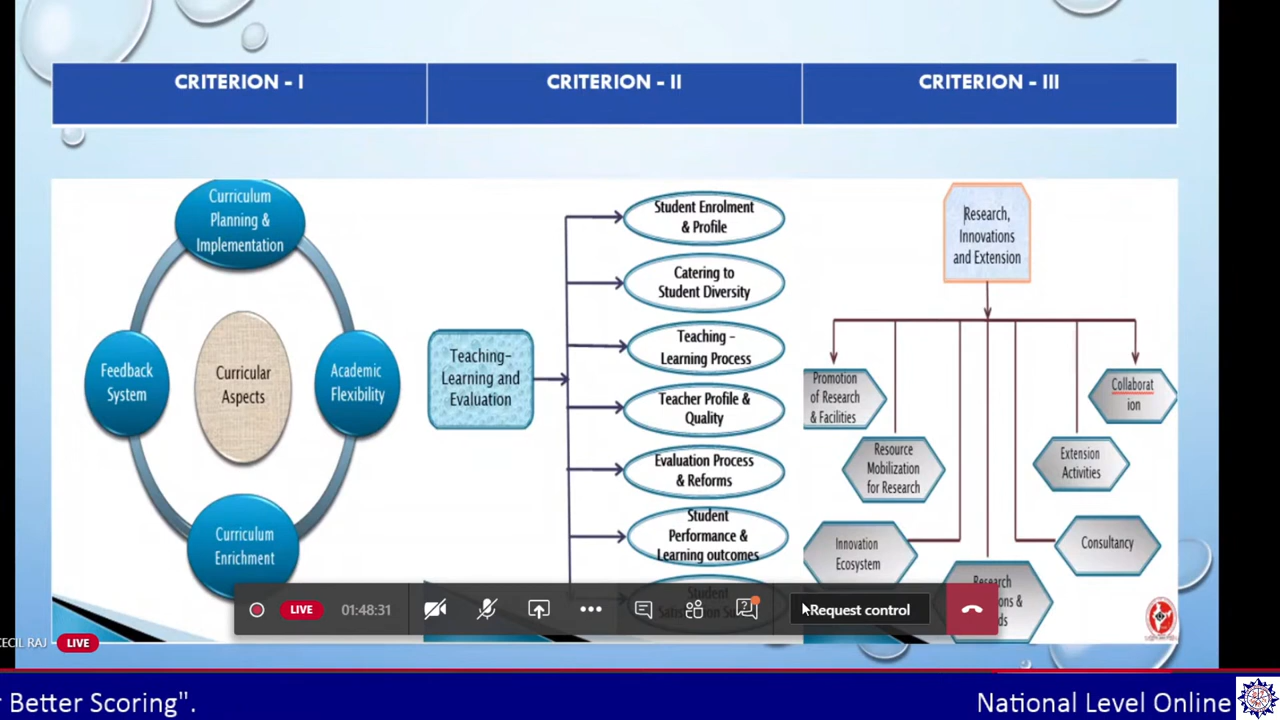 CRITERION - I
CRITERION - II
CRITERION - III
Curriculum
Planning &
Implementation
Feedback
System
Curricular
Aspects
Academic
Flexibility
Curriculum
Enrichment
Teaching-
Learning and
Evaluation
Student Enrolment
& Profile
Catering to
Student Diversity
Teaching -
Learning Process
Teacher Profile &
Quality
Evaluation Process
& Reforms
Student
Performance &
Learning outcomes
Student
Research,
Innovations
and Extension
Promotion
of Research
& Facilities
Collaborat
ion
Resource
Mobilization
for Research
Extension
Activities
Innovation
Ecosystem
Consultancy
Research
&
LIVE
01:48:31
Request control
CECIL RAJ
LIVE
Better Scoring".
National Level Online